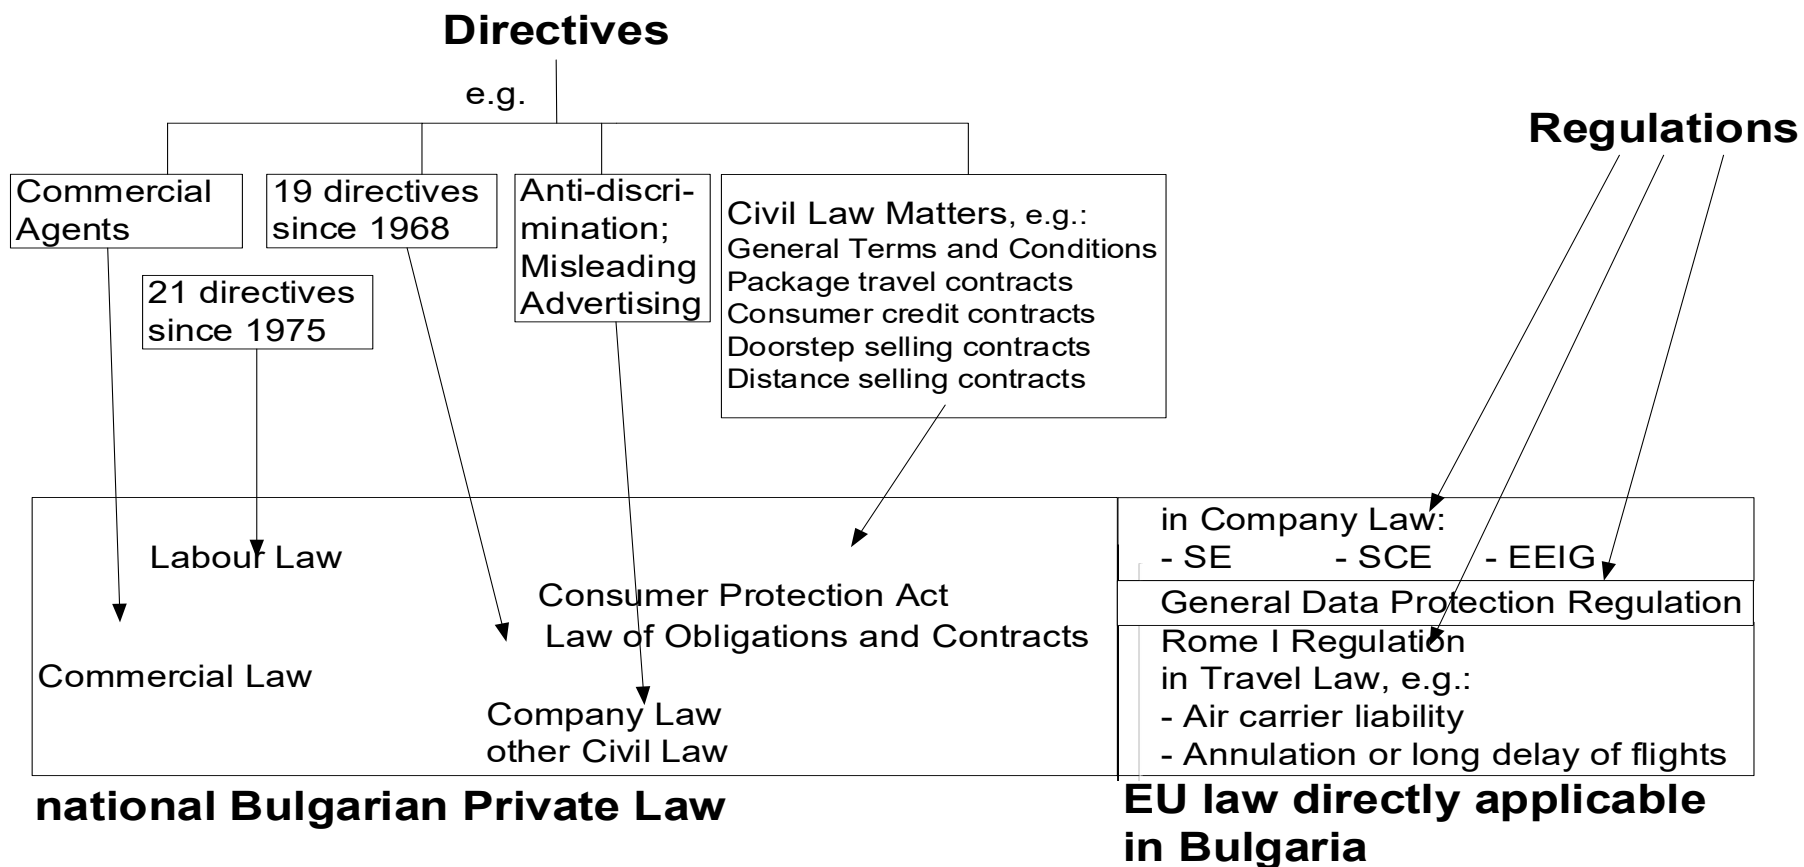 Directives
e.g.
Regulations
Commercial
Agents
19 directives
since 1968
Anti-discri-
mination;
Misleading
Advertising
Civil Law Matters, e.g.:
General Terms and Conditions
Package travel contracts
Consumer credit contracts
Doorstep selling contracts
Distance selling contracts
21 directives
since 1975
Labour Law
Consumer Protection Act
Law of Obligations and Contracts
Commercial Law
Company Law
other Civil Law
in Company Law:
- SE - SCE - EEIG
General Data Protection Regulation
Rome I Regulation
in Travel Law, e.g.:
- Air carrier liability
- Annulation or long delay of flights
national Bulgarian Private Law
EU law directly applicable
in Bulgaria